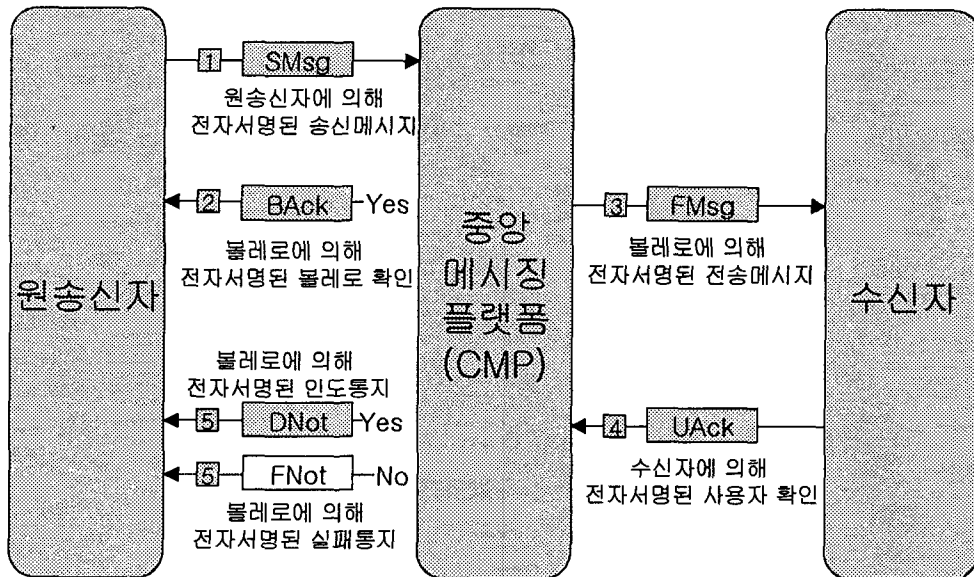 원송신자
1 SMsg
원송신자에 의해
전자서명된 송신메시지
2 BAck Yes
볼레로에 의해
전자서명된 볼레로 확인
볼레로에 의해
전자서명된 인도통지
5 DNot Yes
5 FNot No
볼레로에 의해
전자서명된 실패통지
중앙
메시징
플랫폼
(CMP)
3 FMsg
볼레로에 의해
전자서명된 전송메시지
4 UAck
수신자에 의해
전자서명된 사용자 확인
수신자